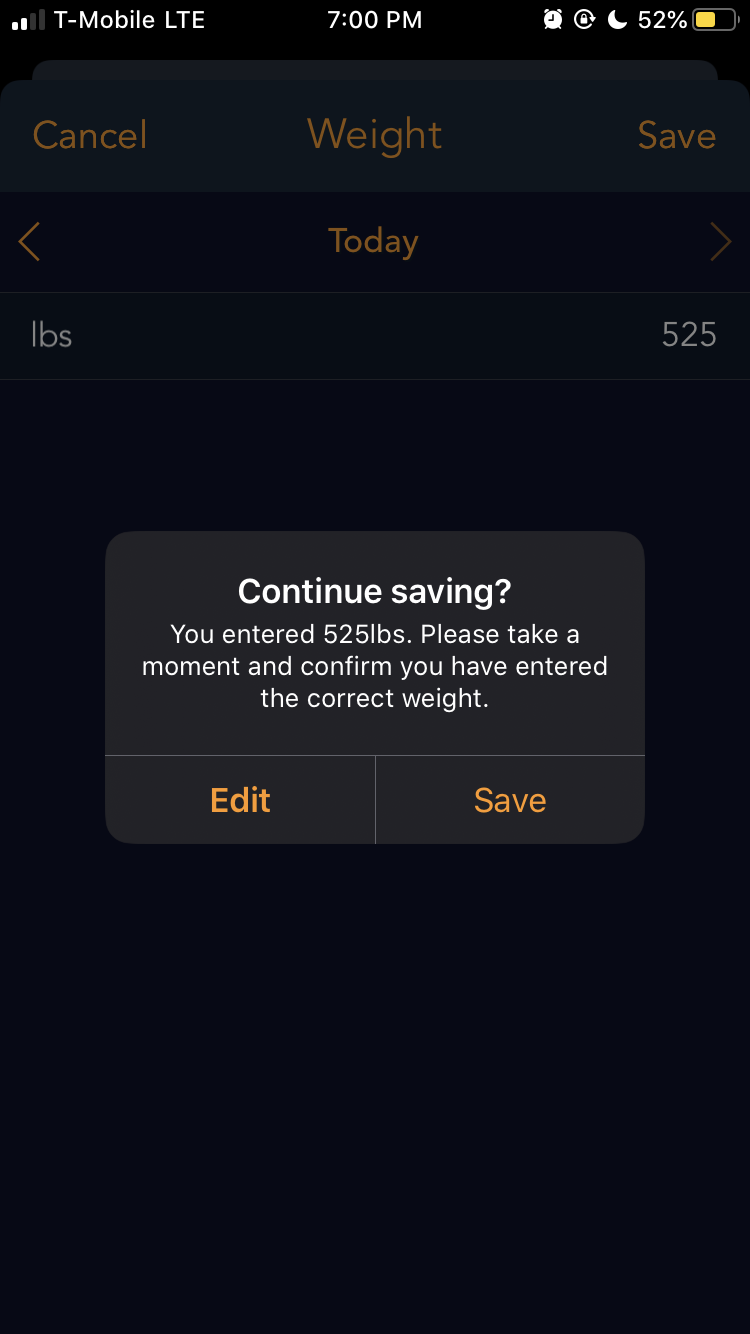 T-Mobile LTE 7:00 PM 52%
Cancel Weight Save
Today
lbs 525
Continue saving?
You entered 525lbs. Please take a
moment and confirm you have entered
the correct weight.
Edit Save